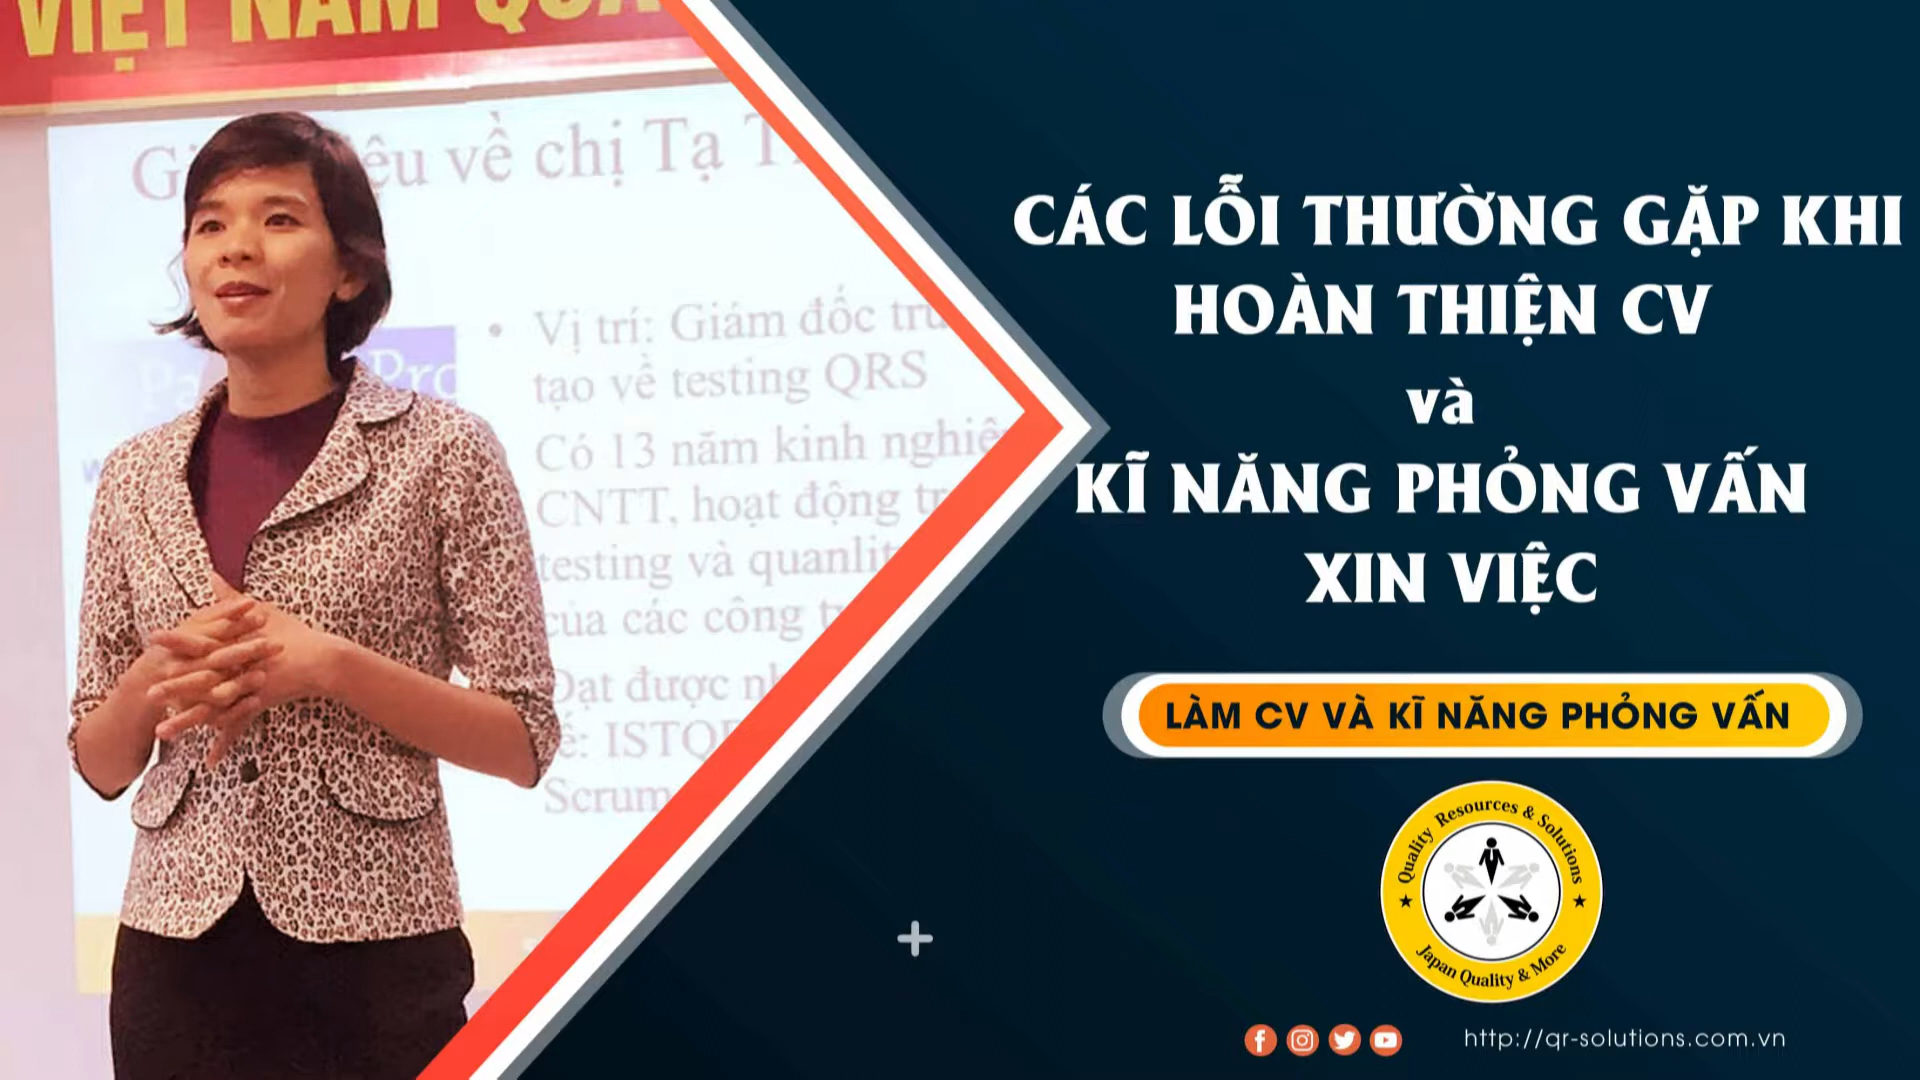 VIỆT NAM
về chị Tạ
Vị trí: Giám đốc
tạo về testing QRS
Có 13 năm kinh
CNTT, hoạt động
testing và
của các công
Đạt được
Scrum
CÁC LỖI THƯỜNG GẶP KHI
HOÀN THIỆN CV
và
KĨ NĂNG PHỎNG VẤN
XIN VIỆC
LÀM CV VÀ KĨ NĂNG PHỎNG VẤN
Quality Resources & Solutions
Japan Quality & More
http://qr-solutions.com.vn